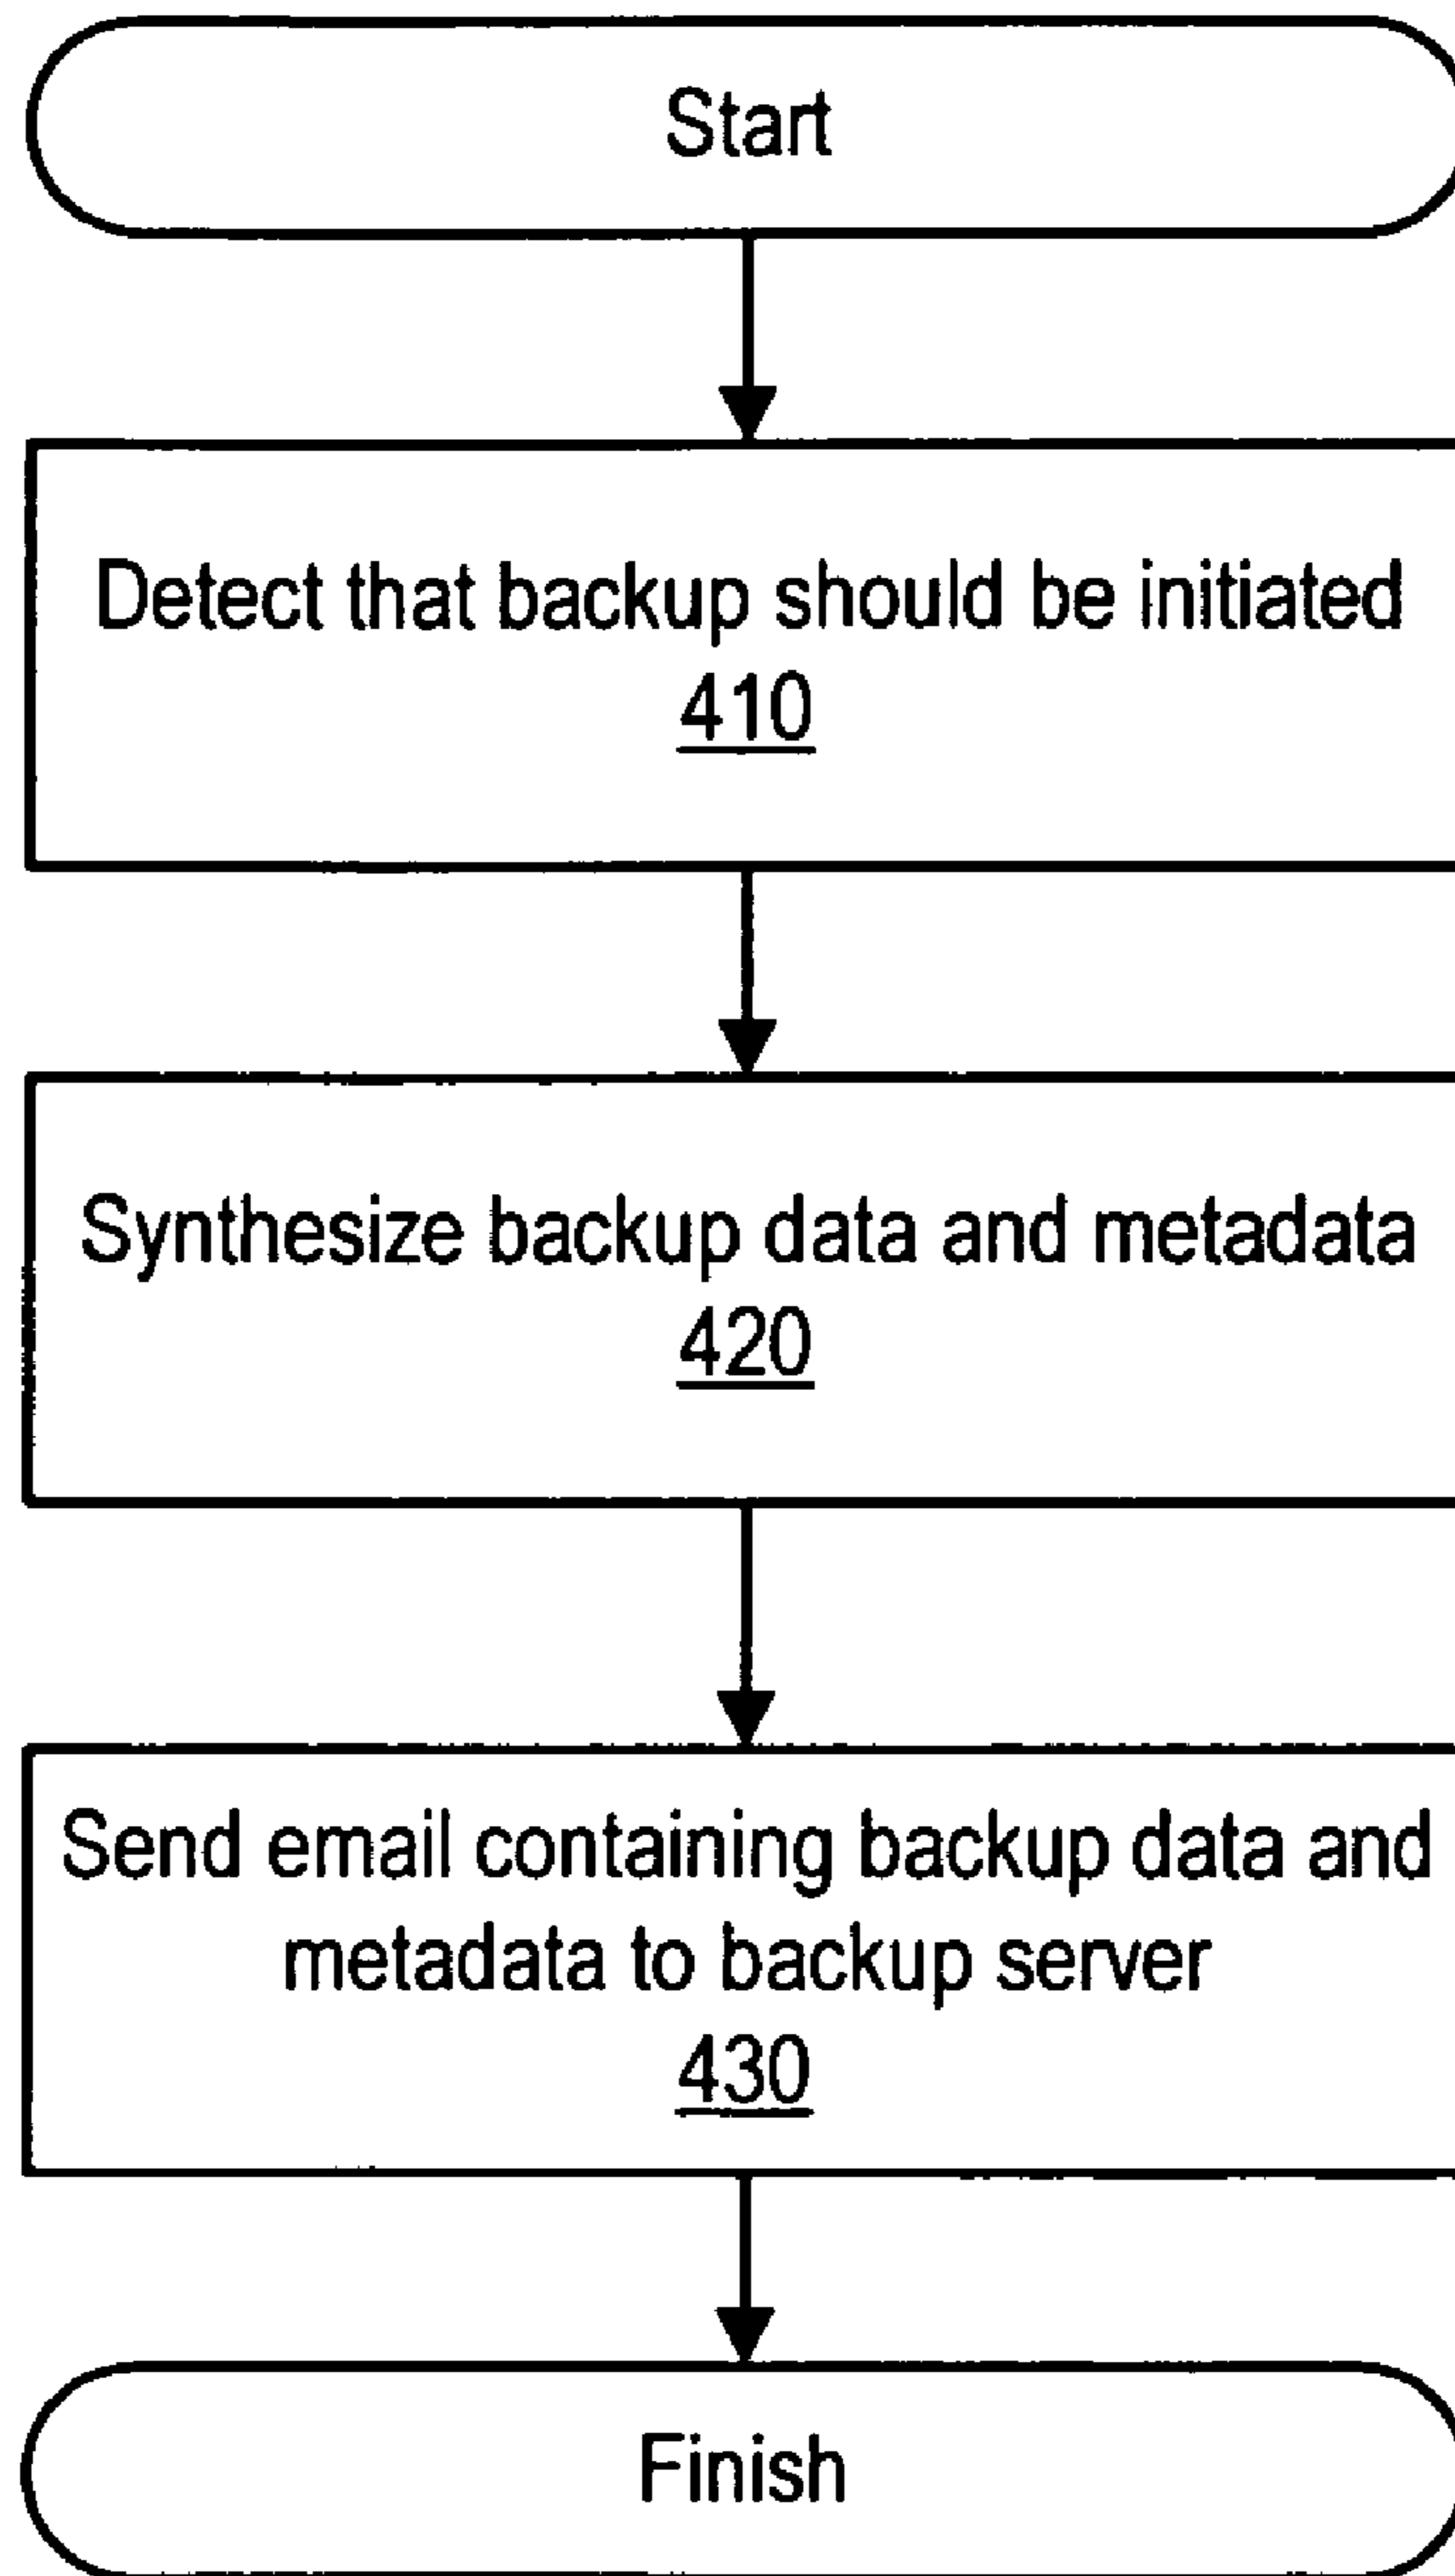 Start
Detect that backup should be initiated
410
Synthesize backup data and metadata
420
Send email containing backup data and
metadata to backup server
430
Finish